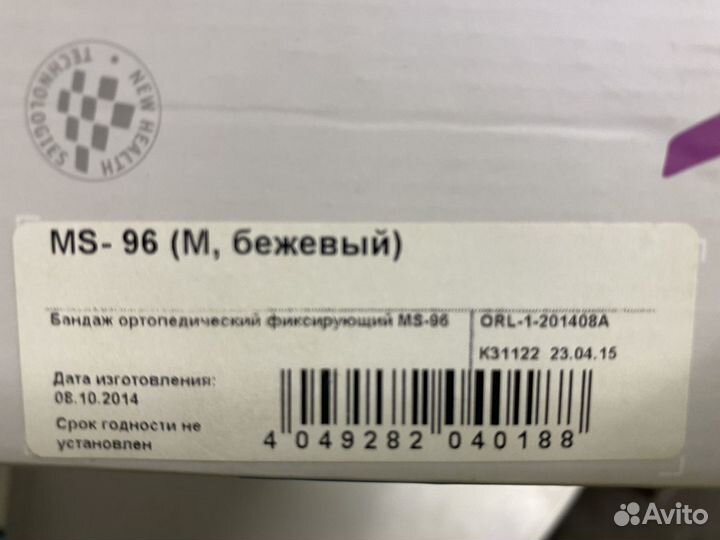 NEW HEALTH TECHNOLOGIES
MS- 96 (М, бежевый)
Бандаж ортопедический фиксирующий MS-96
ORL-1-201408A
K31122 23.04.15
Дата изготовления:
08.10.2014
Срок годности не
установлен
4 049282 040188
Avito